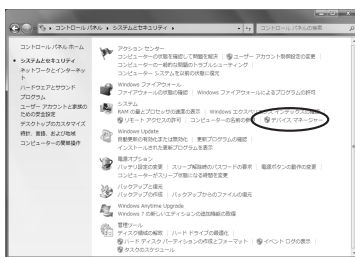 コントロール パネル ▸ システムとセキュリティ ▸
コントロール パネルの検索
コントロール パネル ホーム
システムとセキュリティ
ネットワークとインターネット
ハードウェアとサウンド
プログラム
ユーザー アカウントと家族のための安全設定
デスクトップのカスタマイズ
時計、言語、および地域
コンピューターの簡単操作
アクション センター
コンピューターの状態を確認して問題を解決 | ユーザー アカウント制御設定の変更 |
コンピューターの一般的な問題のトラブルシューティング |
コンピューター システムを以前の状態に復元
Windows ファイアウォール
ファイアウォールの状態の確認 | Windows ファイアウォールによるプログラムの許可
システム
RAM の量とプロセッサの速度の表示 | Windows エクスペリエンス インデックスの確認
リモート アクセスの許可 | コンピューターの名前の参照 | デバイス マネージャー
Windows Update
自動更新の有効化または無効化 | 更新プログラムの確認 |
インストールされた更新プログラムを表示
電源オプション
バッテリ設定の変更 | スリープ解除時のパスワードの要求 | 電源ボタンの動作の変更 |
コンピューターがスリープ状態になる時間を変更
バックアップと復元
バックアップの作成 | バックアップからのファイルの復元
Windows Anytime Upgrade
Windows 7 の新しいエディションの追加機能の取得
管理ツール
ディスク領域の解放 | ハード ドライブの最適化 |
ハード ディスク パーティションの作成とフォーマット | イベント ログの表示 |
タスクのスケジュール